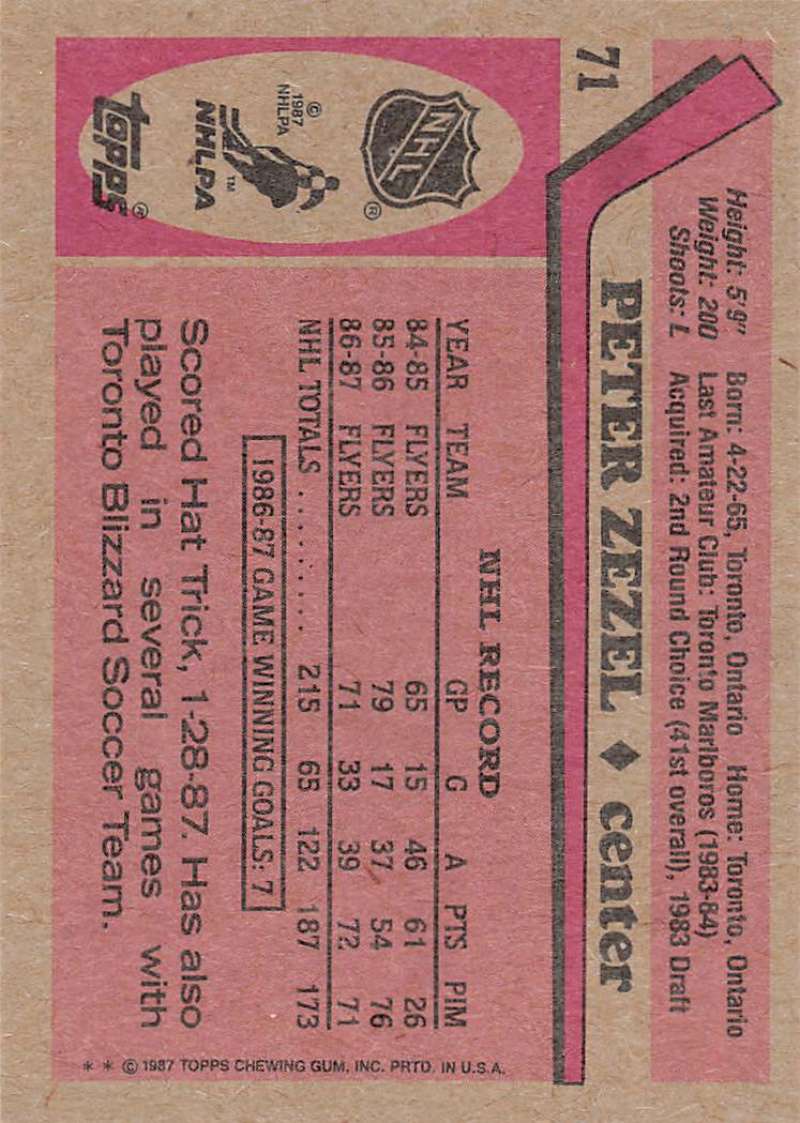 71
Height: 5'9" Born: 4-22-65, Toronto, Ontario Home: Toronto, Ontario
Weight: 200 Last Amateur Club: Toronto Marlboros (1983-84)
Shoots: L Acquired: 2nd Round Choice (41st overall), 1983 Draft
PETER ZEZEL ♦ center
NHL
®
© 1987 NHLPA
NHLPA
™
TOPPS®
NHL RECORD
YEAR TEAM GP G A PTS PIM
84-85 FLYERS 65 15 46 61 26
85-86 FLYERS 79 17 37 54 76
86-87 FLYERS 71 33 39 72 71
NHL TOTALS . . . . . . . . . . 215 65 122 187 173
1986-87 GAME WINNING GOALS: 7
Scored Hat Trick, 1-28-87. Has also
played in several games with
Toronto Blizzard Soccer Team.
* * © 1987 TOPPS CHEWING GUM, INC. PRTD. IN U.S.A.